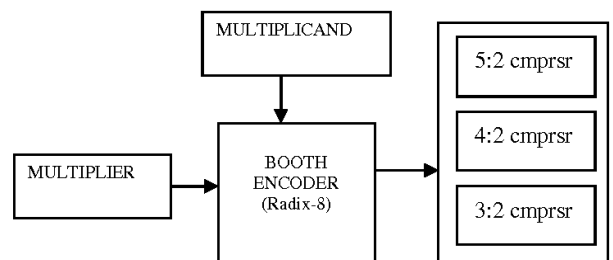 MULTIPLICAND
MULTIPLIER
BOOTH
ENCODER
(Radix-8)
5:2 cmprsr
4:2 cmprsr
3:2 cmprsr